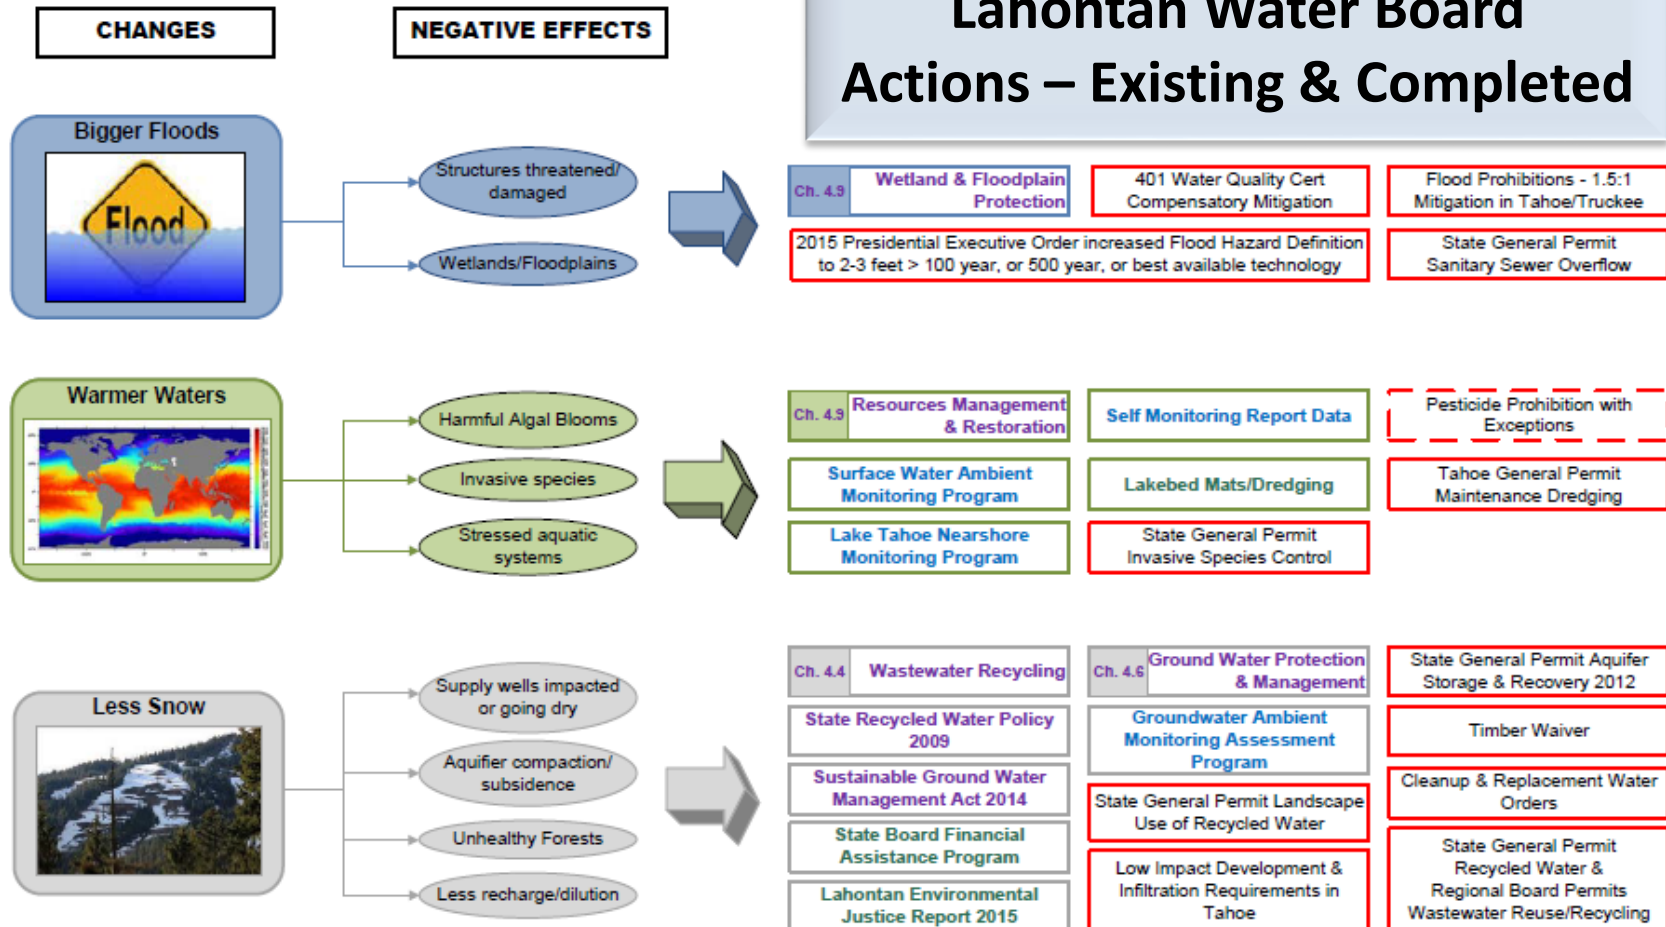 CHANGES
NEGATIVE EFFECTS
Lahontan Water Board
Actions – Existing & Completed
Bigger Floods
Flood
Structures threatened/
damaged
Wetlands/Floodplains
Ch. 4.9
Wetland & Floodplain
Protection
401 Water Quality Cert
Compensatory Mitigation
Flood Prohibitions - 1.5:1
Mitigation in Tahoe/Truckee
2015 Presidential Executive Order increased Flood Hazard Definition
to 2-3 feet > 100 year, or 500 year, or best available technology
State General Permit
Sanitary Sewer Overflow
Warmer Waters
Harmful Algal Blooms
Invasive species
Stressed aquatic
systems
Ch. 4.9
Resources Management
& Restoration
Self Monitoring Report Data
Pesticide Prohibition with
Exceptions
Surface Water Ambient
Monitoring Program
Lakebed Mats/Dredging
Tahoe General Permit
Maintenance Dredging
Lake Tahoe Nearshore
Monitoring Program
State General Permit
Invasive Species Control
Less Snow
Supply wells impacted
or going dry
Aquifier compaction/
subsidence
Unhealthy Forests
Less recharge/dilution
Ch. 4.4
Wastewater Recycling
State Recycled Water Policy
2009
Sustainable Ground Water
Management Act 2014
State Board Financial
Assistance Program
Lahontan Environmental
Justice Report 2015
Ch. 4.6
Ground Water Protection
& Management
Groundwater Ambient
Monitoring Assessment
Program
State General Permit Landscape
Use of Recycled Water
Low Impact Development &
Infiltration Requirements in
Tahoe
State General Permit Aquifer
Storage & Recovery 2012
Timber Waiver
Cleanup & Replacement Water
Orders
State General Permit
Recycled Water &
Regional Board Permits
Wastewater Reuse/Recycling